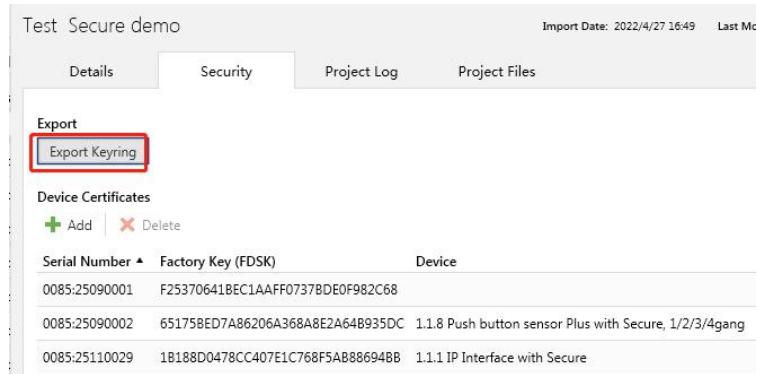 Test Secure demo
Import Date: 2022/4/27 16:49 Last Mo
Details Security Project Log Project Files
Export
Export Keyring
Device Certificates
Add Delete
Serial Number Factory Key (FDSK) Device
0085:25090001 F25370641BEC1AAFF0737BDE0F982C68
0085:25090002 65175BED7A86206A368A8E2A64B935DC 1.1.8 Push button sensor Plus with Secure, 1/2/3/4gang
0085:25110029 1B188D0478CC407E1C768F5AB88694BB 1.1.1 IP Interface with Secure